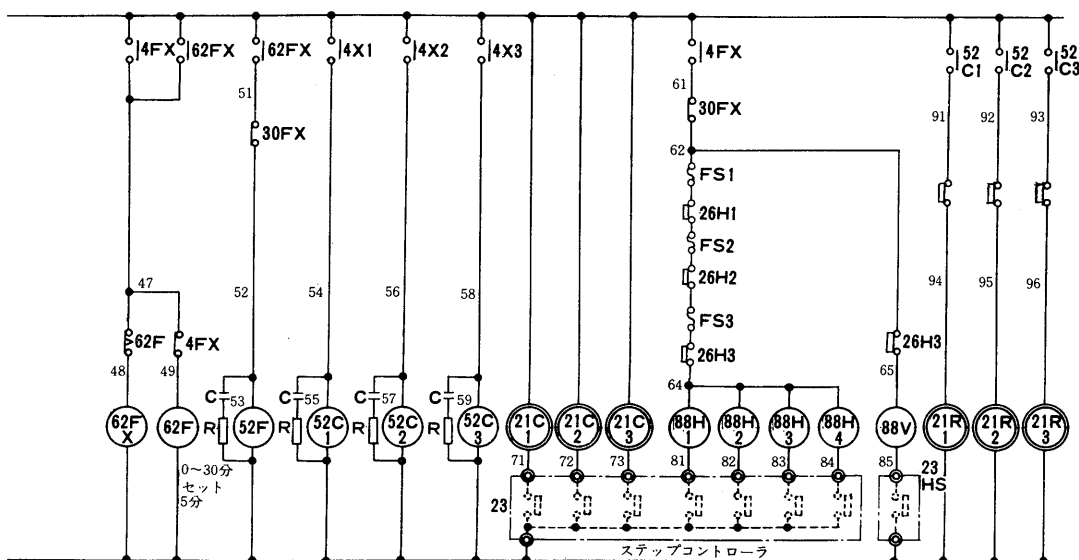 4FX 62FX 62FX 4X1 4X2 4X3 4FX 52 C1 52 C2 52 C3
51 61
30FX 30FX 91 92 93
62
FS1
26H1
FS2
47 52 54 56 58 26H2 94 95 96
FS3
62F 4FX 26H3 26H3
48 49 64 65
C 53 C 55 C 57 C 59
R R R R
62F X
62F
52F
52C 1
52C 2
52C 3
21C 1
21C 2
21C 3
88H 1
88H 2
88H 3
88H 4
88V
21R 1
21R 2
21R 3
71 72 73 81 82 83 84 85
23 HS
0~30分
セット
5分
23
ステップコントローラ